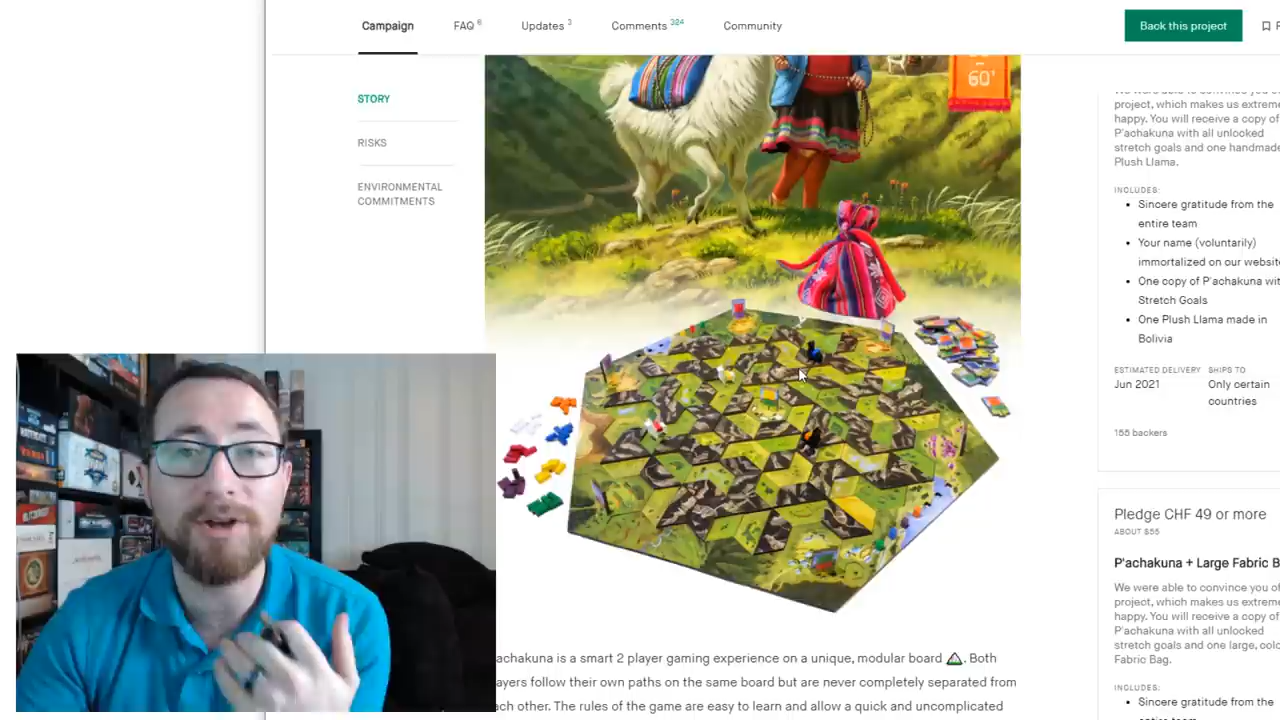 Campaign
FAQ 6
Updates 3
Comments 324
Community
Back this project
STORY
RISKS
ENVIRONMENTAL
COMMITMENTS
60'
project, which makes us extreme
happy. You will receive a copy of
P'achakuna with all unlocked
stretch goals and one handmade
Plush Llama.
INCLUDES:
Sincere gratitude from the
entire team
Your name (voluntarily)
immortalized on our website
One copy of P'achakuna wit
Stretch Goals
One Plush Llama made in
Bolivia
ESTIMATED DELIVERY
SHIPS TO
Jun 2021
Only certain
countries
155 backers
Pledge CHF 49 or more
ABOUT $55
P'achakuna + Large Fabric B
We were able to convince you of
project, which makes us extreme
happy. You will receive a copy of
P'achakuna with all unlocked
stretch goals and one large, colo
Fabric Bag.
INCLUDES:
Sincere gratitude from the
achakuna is a smart 2 player gaming experience on a unique, modular board . Both
ayers follow their own paths on the same board but are never completely separated from
ach other. The rules of the game are easy to learn and allow a quick and uncomplicated